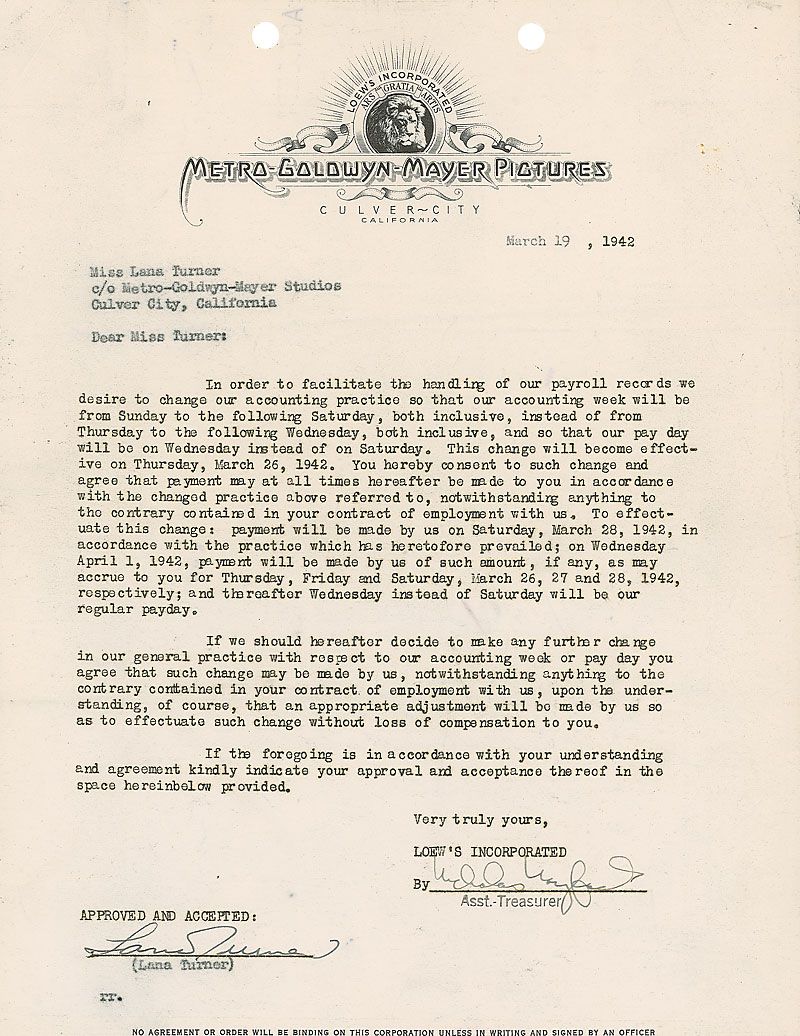 LOEW'S INCORPORATED
ARS GRATIA ARTIS
METRO-GOLDWYN-MAYER PICTURES
CULVER~CITY
CALIFORNIA
March 19 , 1942
Miss Lana Turner
c/o Metro-Goldwyn-Mayer Studios
Culver City, California
Dear Miss Turner:
In order to facilitate the handling of our payroll records we
desire to change our accounting practice so that our accounting week will be
from Sunday to the following Saturday, both inclusive, instead of from
Thursday to the following Wednesday, both inclusive, and so that our pay day
will be on Wednesday instead of on Saturday. This change will become effect-
ive on Thursday, March 26, 1942. You hereby consent to such change and
agree that payment may at all times hereafter be made to you in accordance
with the changed practice above referred to, notwithstanding anything to
the contrary contained in your contract of employment with us. To effect-
uate this change: payment will be made by us on Saturday, March 28, 1942, in
accordance with the practice which has heretofore prevailed; on Wednesday
April 1, 1942, payment will be made by us of such amount, if any, as may
accrue to you for Thursday, Friday and Saturday, March 26, 27 and 28, 1942,
respectively; and thereafter Wednesday instead of Saturday will be our
regular payday.
If we should hereafter decide to make any further change
in our general practice with respect to our accounting week or pay day you
agree that such change may be made by us, notwithstanding anything to the
contrary contained in your contract of employment with us, upon the under-
standing, of course, that an appropriate adjustment will be made by us so
as to effectuate such change without loss of compensation to you.
If the foregoing is in accordance with your understanding
and agreement kindly indicate your approval and acceptance thereof in the
space hereinbelow provided.
Very truly yours,
LOEW'S INCORPORATED
By Nicholas
Asst.-Treasurer
APPROVED AND ACCEPTED:
Lana Turner
(Lana Turner)
rr.
NO AGREEMENT OR ORDER WILL BE BINDING ON THIS CORPORATION UNLESS IN WRITING AND SIGNED BY AN OFFICER